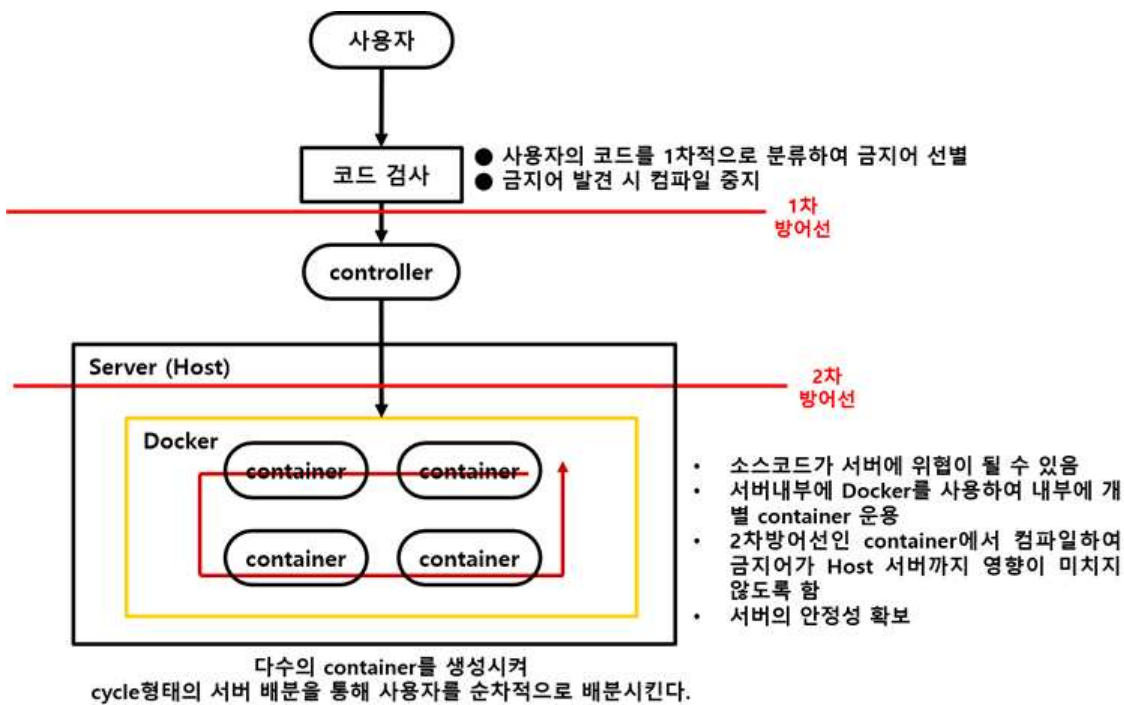 사용자
코드 검사
● 사용자의 코드를 1차적으로 분류하여 금지어 선별
● 금지어 발견 시 컴파일 중지
1차
방어선
controller
Server (Host)
2차
방어선
Docker
container
container
container
container
• 소스코드가 서버에 위협이 될 수 있음
• 서버내부에 Docker를 사용하여 내부에 개
별 container 운용
• 2차방어선인 container에서 컴파일하여
금지어가 Host 서버까지 영향이 미치지
않도록 함
• 서버의 안정성 확보
다수의 container를 생성시켜
cycle형태의 서버 배분을 통해 사용자를 순차적으로 배분시킨다.